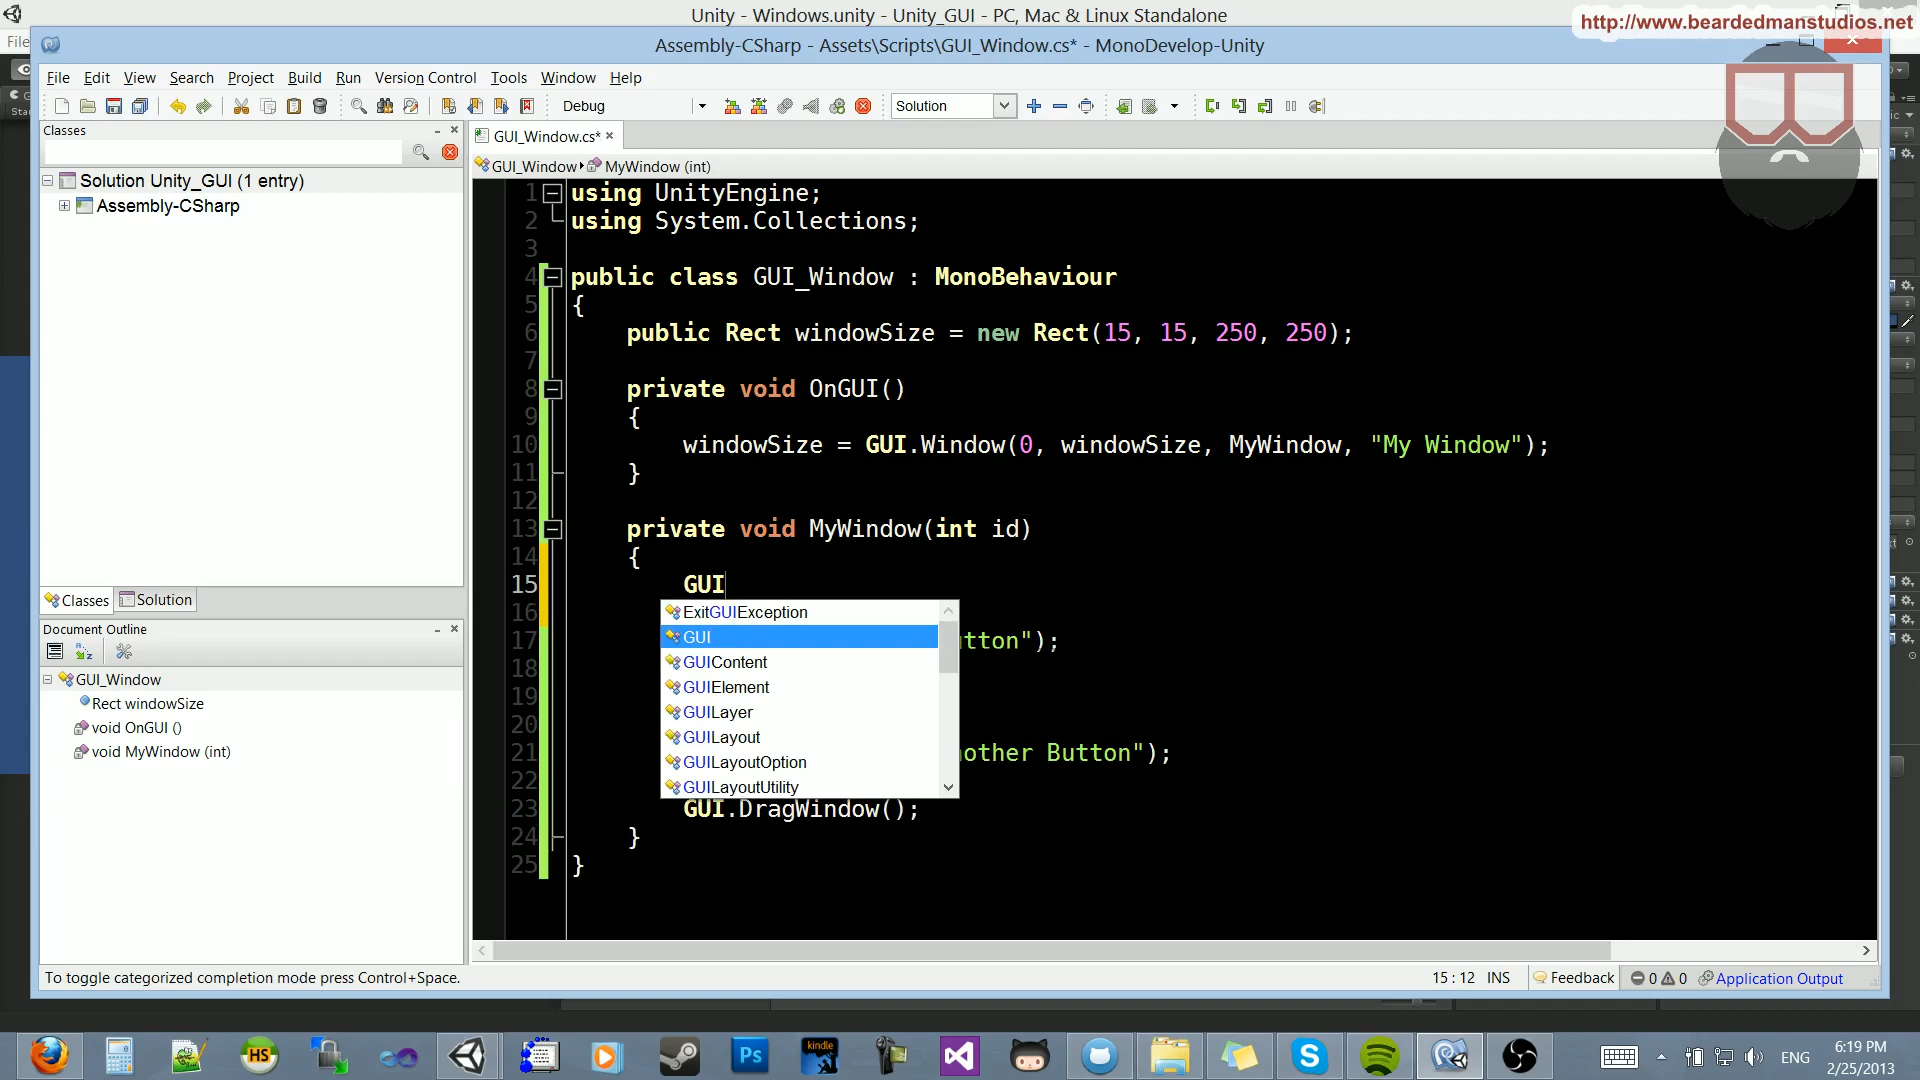 Unity - Windows.unity - Unity_GUI - PC, Mac & Linux Standalone
http://www.beardedmanstudios.net
File
Assembly-CSharp - Assets\Scripts\GUI_Window.cs* - MonoDevelop-Unity
File Edit View Search Project Build Run Version Control Tools Window Help
Debug
Solution
Classes
GUI_Window.cs*
GUI_Window MyWindow (int)
Solution Unity_GUI (1 entry)
Assembly-CSharp
Classes Solution
Document Outline
GUI_Window
Rect windowSize
void OnGUI ()
void MyWindow (int)
1 using UnityEngine;
2 using System.Collections;
3
4 public class GUI_Window : MonoBehaviour
5 {
6 public Rect windowSize = new Rect(15, 15, 250, 250);
7
8 private void OnGUI()
9 {
10 windowSize = GUI.Window(0, windowSize, MyWindow, "My Window");
11 }
12
13 private void MyWindow(int id)
14 {
15 GUI
16
17 utton");
18
19
20
21 nother Button");
22
23 GUI.DragWindow();
24 }
25 }
ExitGUIException
GUI
GUIContent
GUIElement
GUILayer
GUILayout
GUILayoutOption
GUILayoutUtility
To toggle categorized completion mode press Control+Space.
15 : 12 INS
Feedback
0 0
Application Output
HS
Ps
kindle
ENG
6:19 PM
2/25/2013